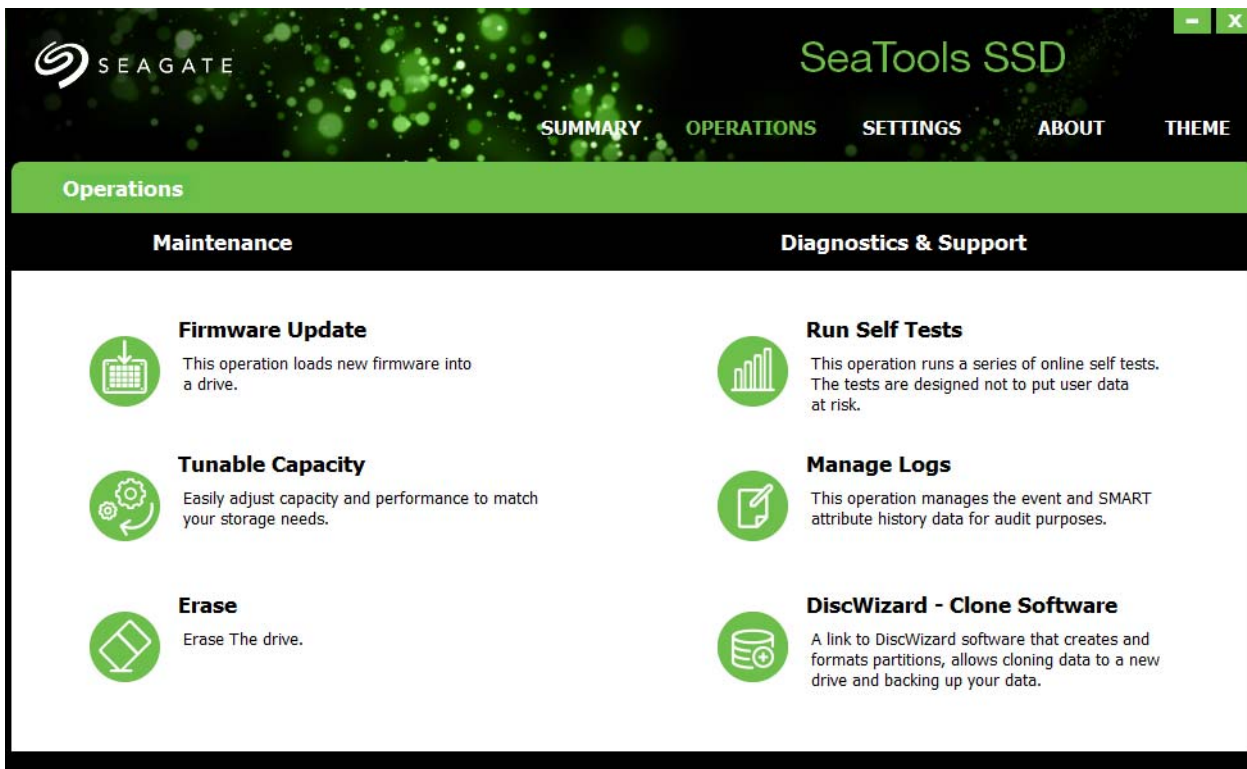 SEAGATE
SeaTools SSD
- X
SUMMARY OPERATIONS SETTINGS ABOUT THEME
Operations
Maintenance
Firmware Update
This operation loads new firmware into
a drive.
Tunable Capacity
Easily adjust capacity and performance to match
your storage needs.
Erase
Erase The drive.
Diagnostics & Support
Run Self Tests
This operation runs a series of online self tests.
The tests are designed not to put user data
at risk.
Manage Logs
This operation manages the event and SMART
attribute history data for audit purposes.
DiscWizard - Clone Software
A link to DiscWizard software that creates and
formats partitions, allows cloning data to a new
drive and backing up your data.